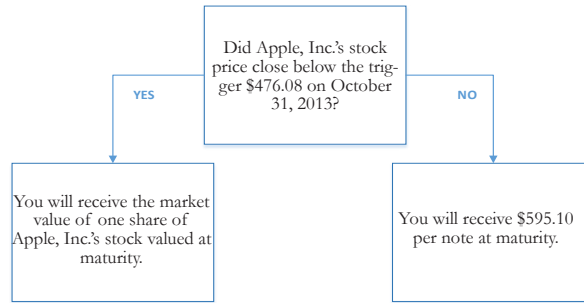 Did Apple, Inc.'s stock
price close below the trig-
ger $476.08 on October
31, 2013?
YES
NO
You will receive the market
value of one share of
Apple, Inc.'s stock valued at
maturity.
You will receive $595.10
per note at maturity.